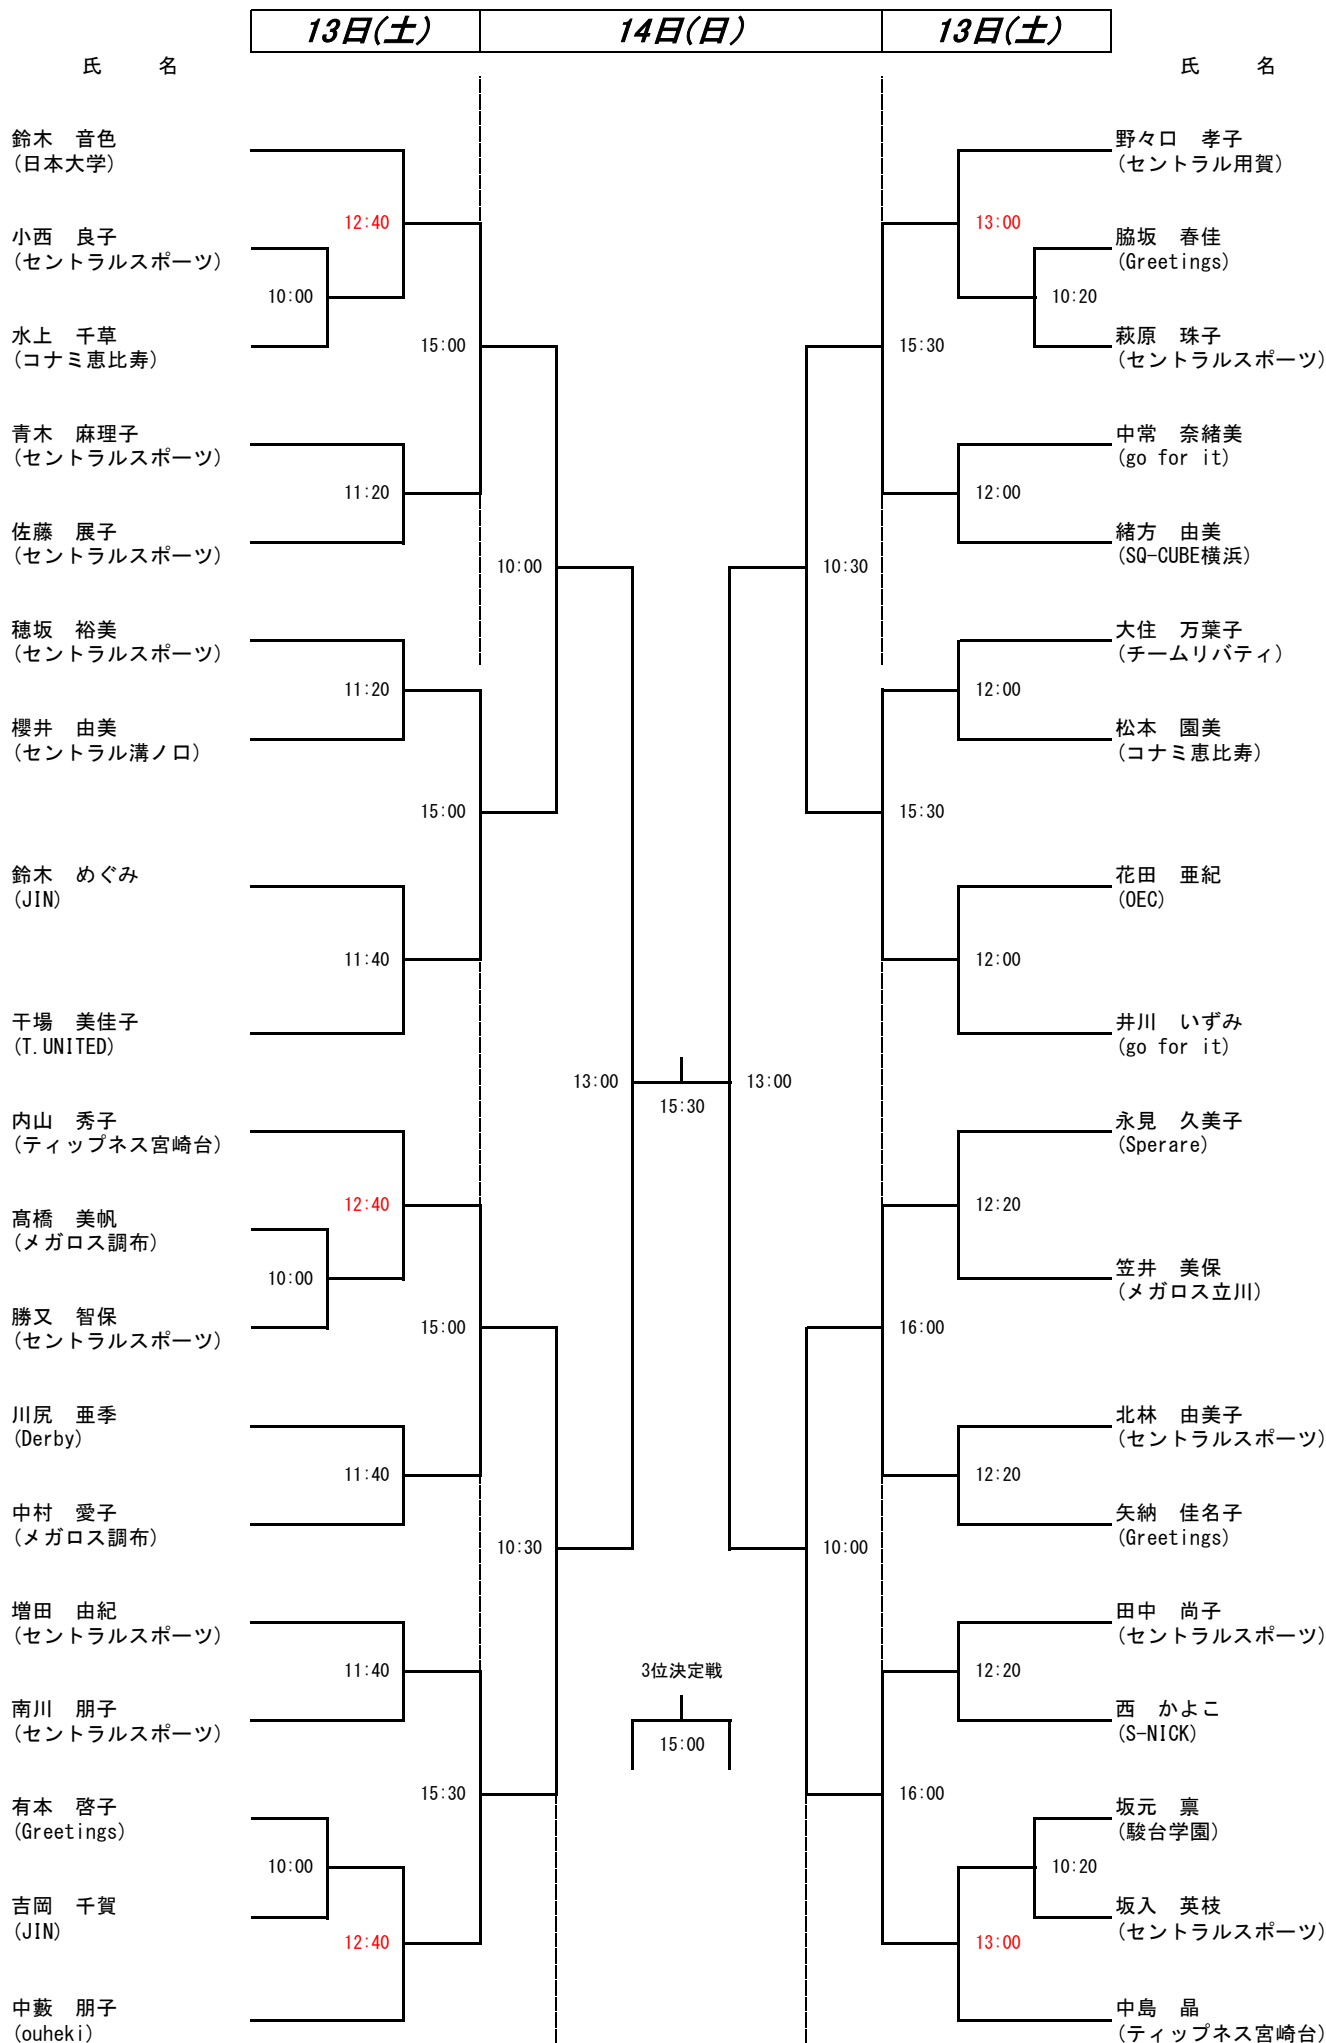 13日(土)
14日(日)
13日(土)
氏　　名
氏　　名
鈴木　音色
(日本大学)
12:40
小西　良子
(セントラルスポーツ)
10:00
水上　千草
(コナミ恵比寿)
15:00
青木　麻理子
(セントラルスポーツ)
11:20
佐藤　展子
(セントラルスポーツ)
10:00
穂坂　裕美
(セントラルスポーツ)
11:20
櫻井　由美
(セントラル溝ノ口)
15:00
鈴木　めぐみ
(JIN)
11:40
干場　美佳子
(T.UNITED)
13:00
内山　秀子
(ティップネス宮崎台)
12:40
髙橋　美帆
(メガロス調布)
10:00
勝又　智保
(セントラルスポーツ)
15:00
川尻　亜季
(Derby)
11:40
中村　愛子
(メガロス調布)
10:30
増田　由紀
(セントラルスポーツ)
11:40
南川　朋子
(セントラルスポーツ)
15:30
有本　啓子
(Greetings)
10:00
吉岡　千賀
(JIN)
12:40
中藪　朋子
(ouheki)
15:30
3位決定戦
15:00
野々口　孝子
(セントラル用賀)
13:00
脇坂　春佳
(Greetings)
10:20
萩原　珠子
(セントラルスポーツ)
15:30
中常　奈緒美
(go for it)
12:00
緒方　由美
(SQ-CUBE横浜)
10:30
大住　万葉子
(チームリバティ)
12:00
松本　園美
(コナミ恵比寿)
15:30
花田　亜紀
(OEC)
12:00
井川　いずみ
(go for it)
13:00
永見　久美子
(Sperare)
12:20
笠井　美保
(メガロス立川)
16:00
北林　由美子
(セントラルスポーツ)
12:20
矢納　佳名子
(Greetings)
10:00
田中　尚子
(セントラルスポーツ)
12:20
西　かよこ
(S-NICK)
16:00
坂元　禀
(駿台学園)
10:20
坂入　英枝
(セントラルスポーツ)
13:00
中島　晶
(ティップネス宮崎台)